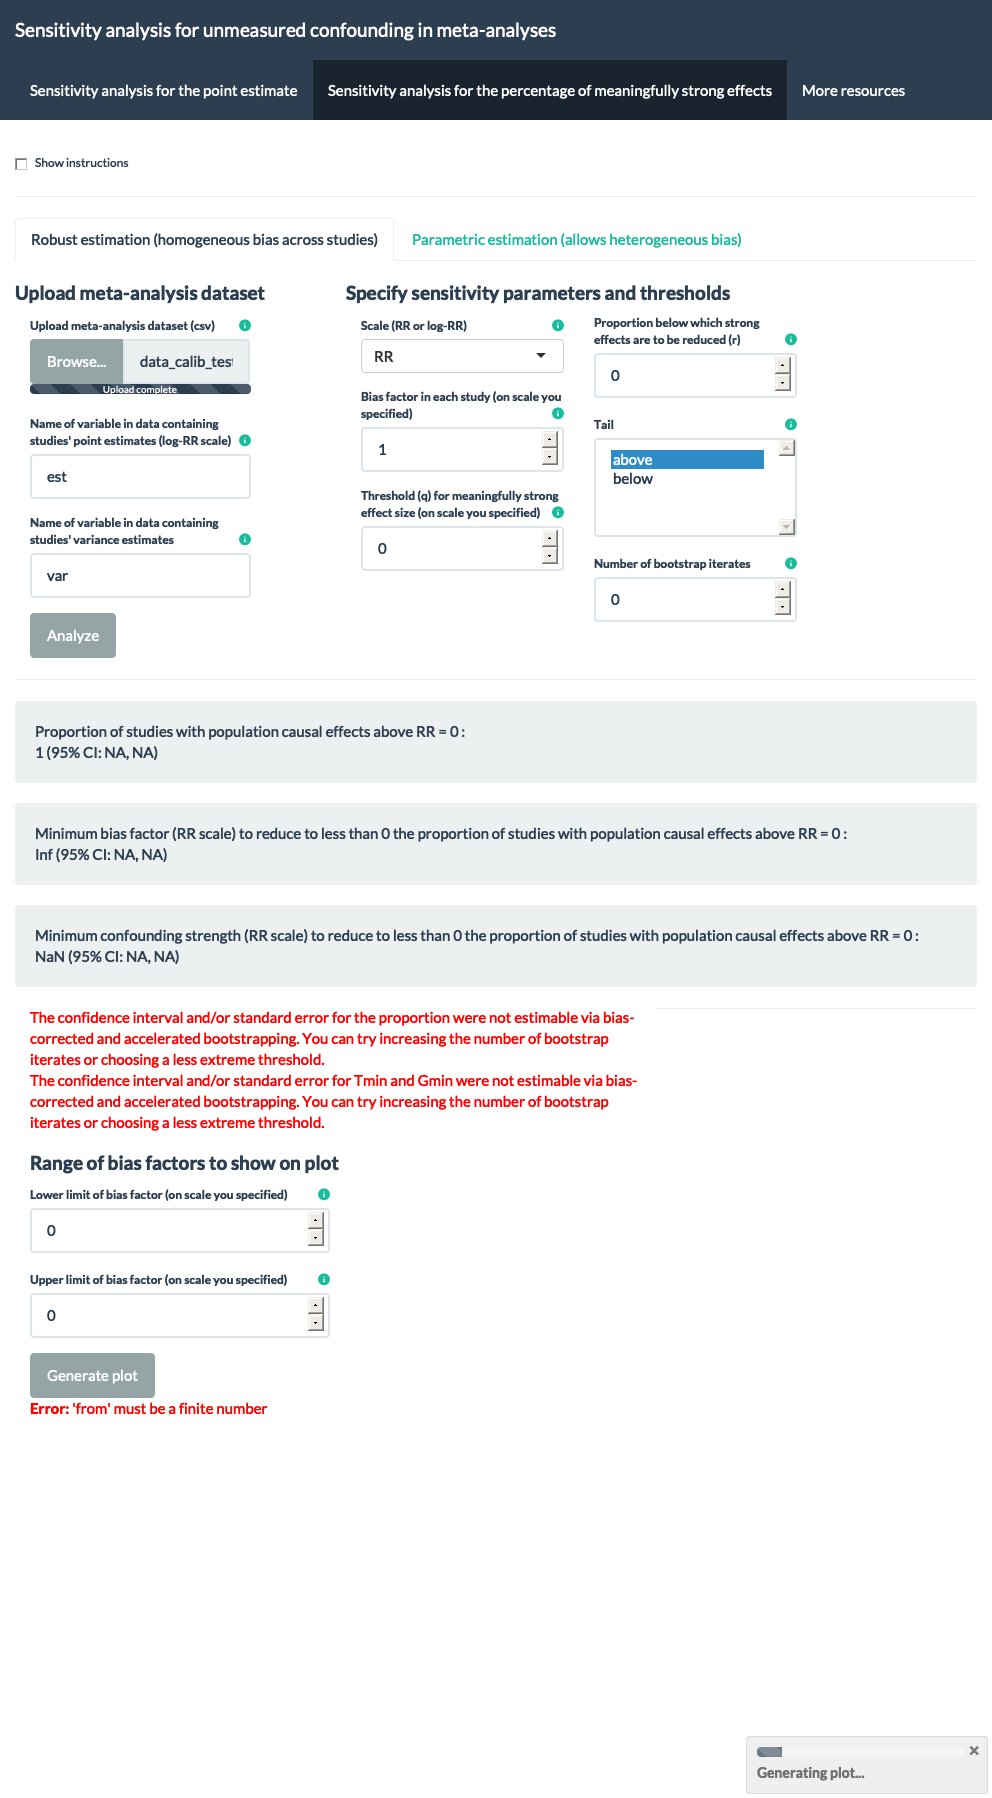 Sensitivity analysis for unmeasured confounding in meta-analyses
Sensitivity analysis for the point estimate
Sensitivity analysis for the percentage of meaningfully strong effects
More resources
Show instructions
Robust estimation (homogeneous bias across studies)
Parametric estimation (allows heterogeneous bias)
Upload meta-analysis dataset
Upload meta-analysis dataset (csv)
Browse...
data_calib_test
Upload complete
Name of variable in data containing
studies' point estimates (log-RR scale)
est
Name of variable in data containing
studies' variance estimates
var
Analyze
Specify sensitivity parameters and thresholds
Scale (RR or log-RR)
RR
Bias factor in each study (on scale you
specified)
1
Threshold (q) for meaningfully strong
effect size (on scale you specified)
0
Proportion below which strong
effects are to be reduced (r)
0
Tail
above
below
Number of bootstrap iterates
0
Proportion of studies with population causal effects above RR = 0 :
1 (95% CI: NA, NA)
Minimum bias factor (RR scale) to reduce to less than 0 the proportion of studies with population causal effects above RR = 0 :
Inf (95% CI: NA, NA)
Minimum confounding strength (RR scale) to reduce to less than 0 the proportion of studies with population causal effects above RR = 0 :
NaN (95% CI: NA, NA)
The confidence interval and/or standard error for the proportion were not estimable via bias-
corrected and accelerated bootstrapping. You can try increasing the number of bootstrap
iterates or choosing a less extreme threshold.
The confidence interval and/or standard error for Tmin and Gmin were not estimable via bias-
corrected and accelerated bootstrapping. You can try increasing the number of bootstrap
iterates or choosing a less extreme threshold.
Range of bias factors to show on plot
Lower limit of bias factor (on scale you specified)
0
Upper limit of bias factor (on scale you specified)
0
Generate plot
Error: 'from' must be a finite number
Generating plot...